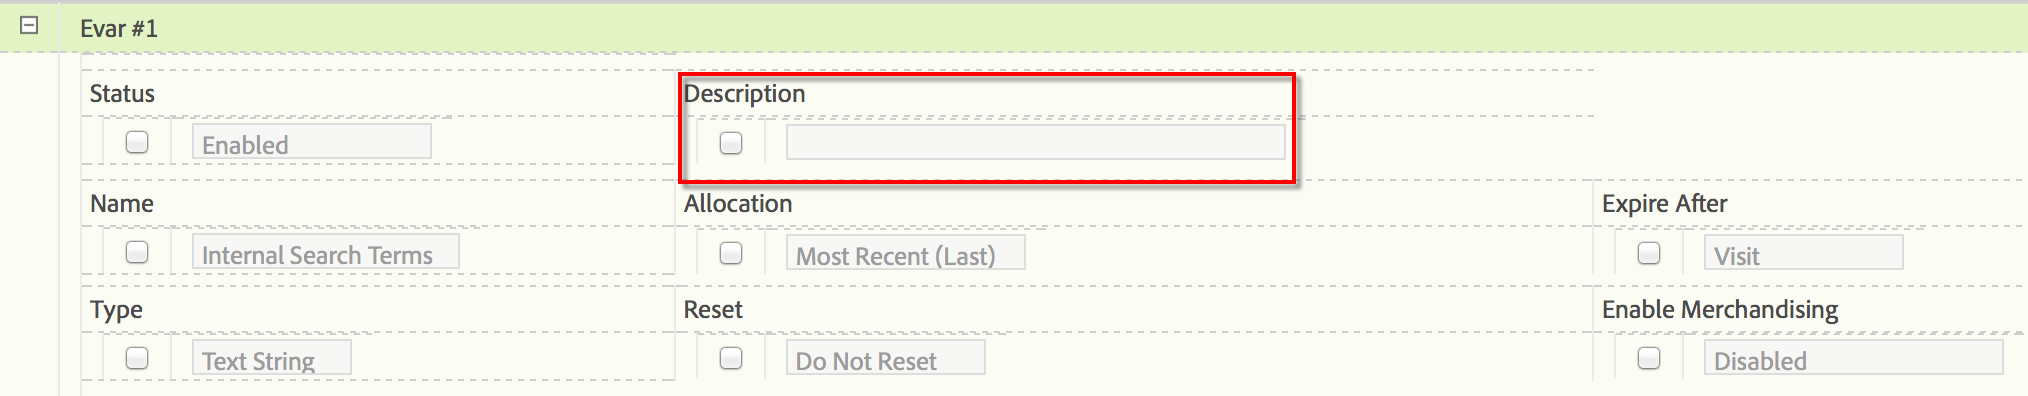 Evar #1
Status
Description
Enabled
Name
Allocation
Expire After
Internal Search Terms
Most Recent (Last)
Visit
Type
Reset
Enable Merchandising
Text String
Do Not Reset
Disabled